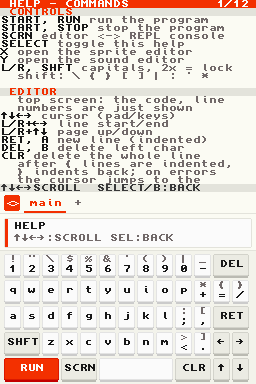 HELP - COMMANDS 1/12
CONTROLS
START, RUN run the program
START, STOP stop the program
SCRN editor <-> REPL console
SELECT toggle this help
X open the sprite editor
Y open the sound editor
L/R, SHFT capitals, 2x = lock
shift: \ { } [ ] | : " *
EDITOR
top screen: the code, line
numbers are just shown
↑↓←→ cursor (pad/keys)
L/R+←→ line start/end
L/R+↑↓ page up/down
RET, A new line (indented)
DEL, B delete left char
CLR delete the whole line
after { lines are indented,
} indents back; on errors
the cursor jumps to the
↑↓←→SCROLL SELECT/B:BACK
<> main +
HELP
↑↓←→:SCROLL SEL:BACK
! " \ $ % & ' ( ) | _ DEL
1 2 3 4 5 6 7 8 9 0 -
q w e r t y u i o p * + { = } /
a s d f g h j k l : ; [ , RET
SHFT z x c v b n m > < ] . ← →
RUN SCRN CLR ↑ ↓